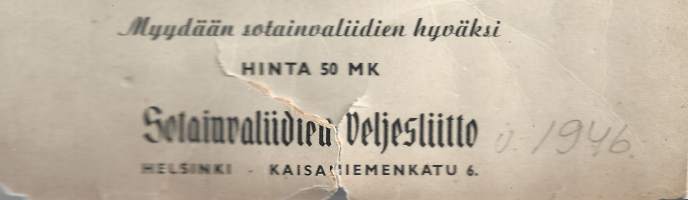 Myydään sotainvaliidien hyväksi
HINTA 50 MK
Sotainvaliidien Veljesliitto
v. 1946.
HELSINKI - KAISANIEMENKATU 6.